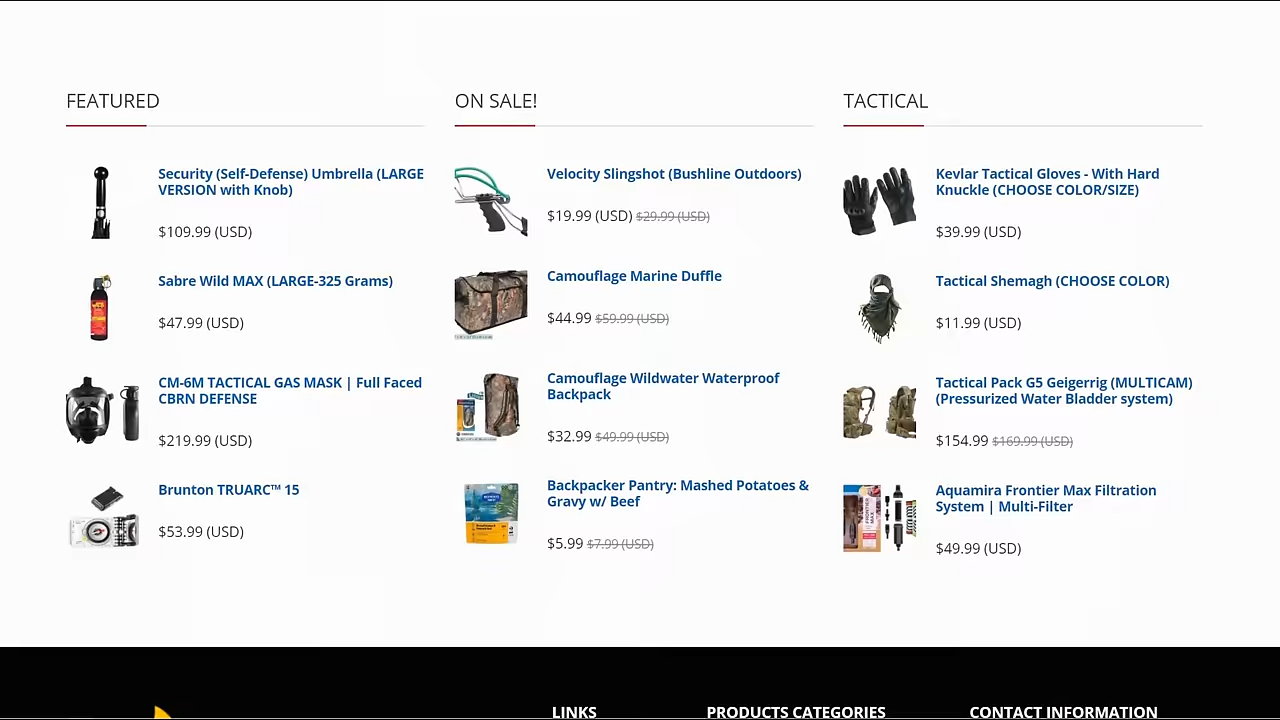 FEATURED
Security (Self-Defense) Umbrella (LARGE
VERSION with Knob)
$109.99 (USD)
Sabre Wild MAX (LARGE-325 Grams)
$47.99 (USD)
CM-6M TACTICAL GAS MASK | Full Faced
CBRN DEFENSE
$219.99 (USD)
Brunton TRUARC™ 15
$53.99 (USD)
ON SALE!
Velocity Slingshot (Bushline Outdoors)
$19.99 (USD) $29.99 (USD)
Camouflage Marine Duffle
$44.99 $59.99 (USD)
Camouflage Wildwater Waterproof
Backpack
$32.99 $49.99 (USD)
Backpacker Pantry: Mashed Potatoes &
Gravy w/ Beef
$5.99 $7.99 (USD)
TACTICAL
Kevlar Tactical Gloves - With Hard
Knuckle (CHOOSE COLOR/SIZE)
$39.99 (USD)
Tactical Shemagh (CHOOSE COLOR)
$11.99 (USD)
Tactical Pack G5 Geigerrig (MULTICAM)
(Pressurized Water Bladder system)
$154.99 $169.99 (USD)
Aquamira Frontier Max Filtration
System | Multi-Filter
$49.99 (USD)
LINKS
PRODUCTS CATEGORIES
CONTACT INFORMATION